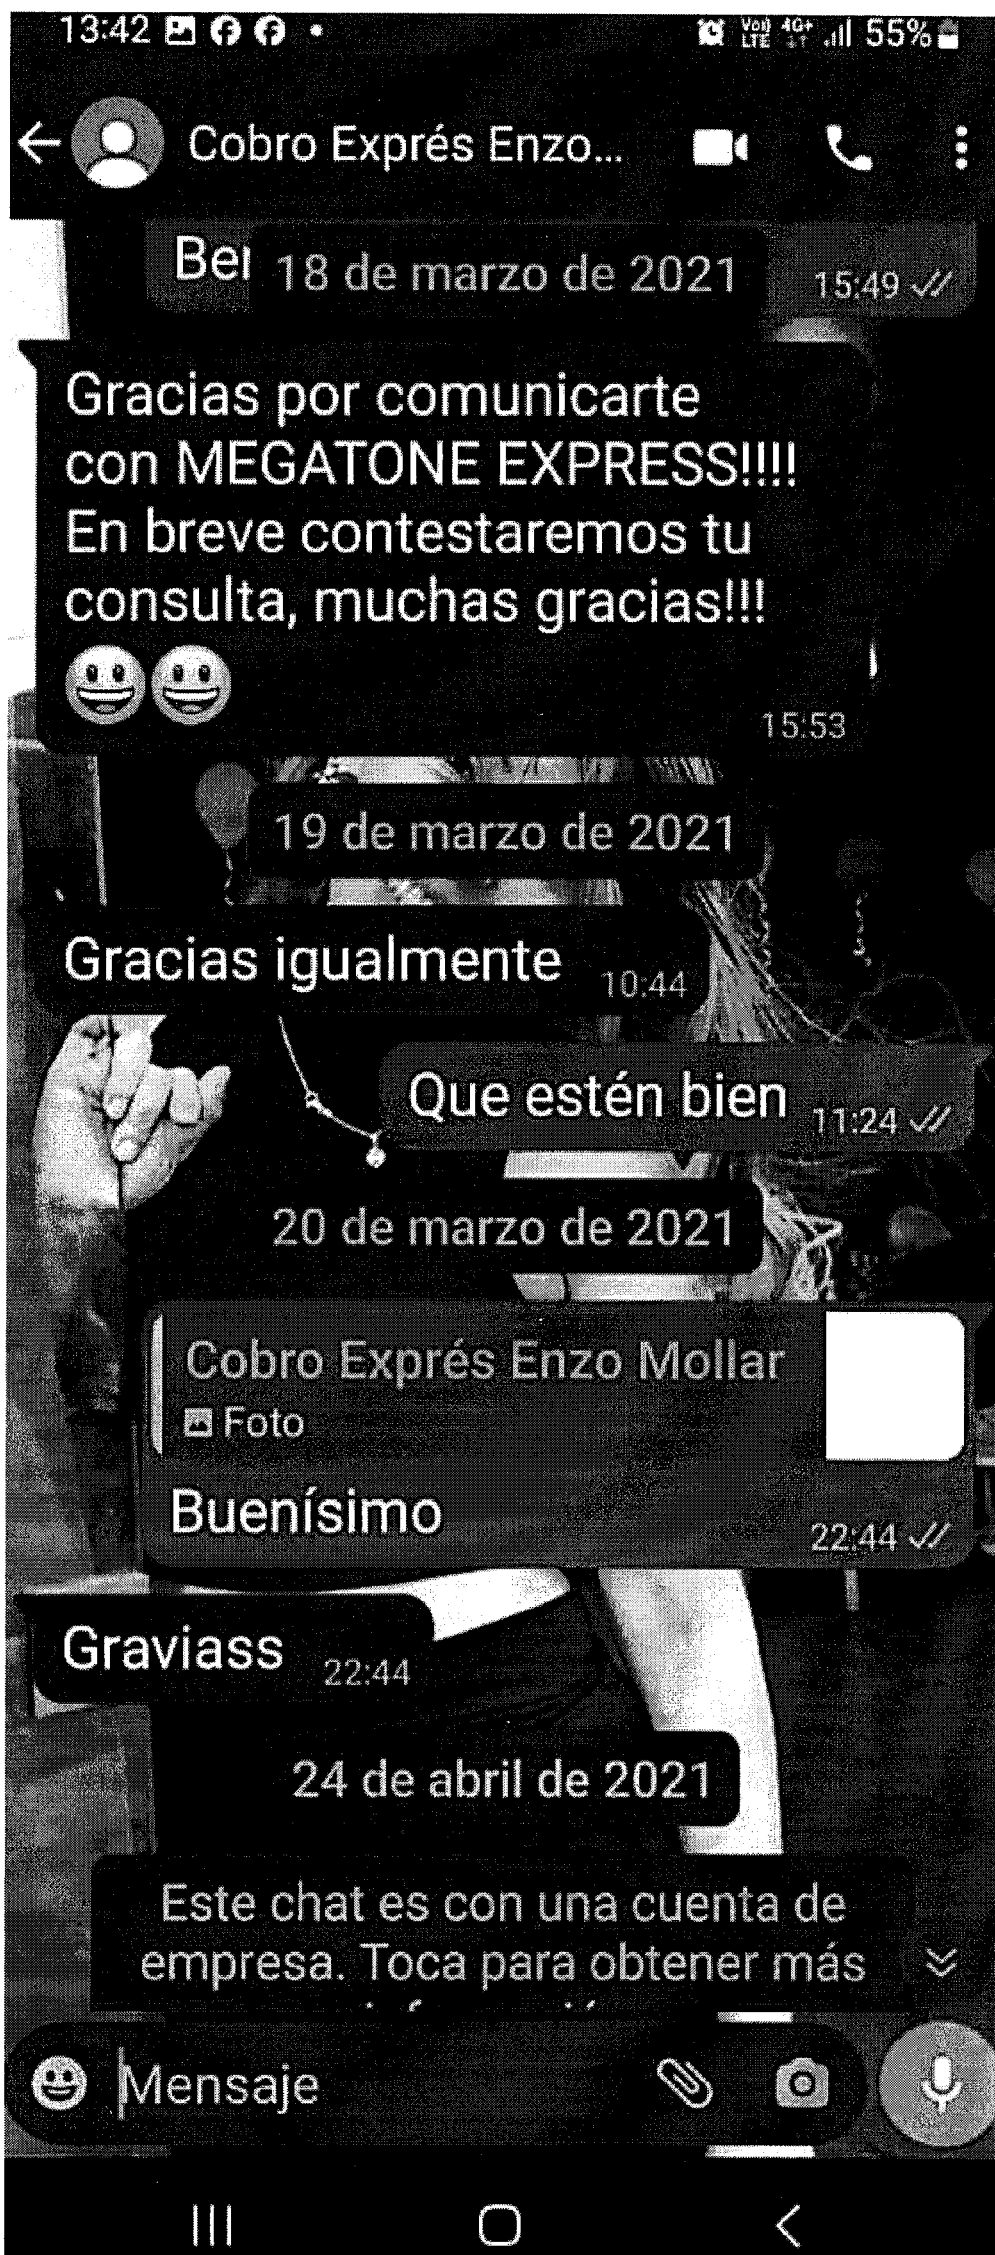 13:42 55%
Cobro Exprés Enzo...
18 de marzo de 2021
15:49
Gracias por comunicarte
con MEGATONE EXPRESS!!!!
En breve contestaremos tu
consulta, muchas gracias!!!
😃😃
15:53
19 de marzo de 2021
Gracias igualmente 10:44
Que estén bien 11:24
20 de marzo de 2021
Cobro Exprés Enzo Mollar
Foto
Buenísimo
22:44
Graviass 22:44
24 de abril de 2021
Este chat es con una cuenta de
empresa. Toca para obtener más
Mensaje